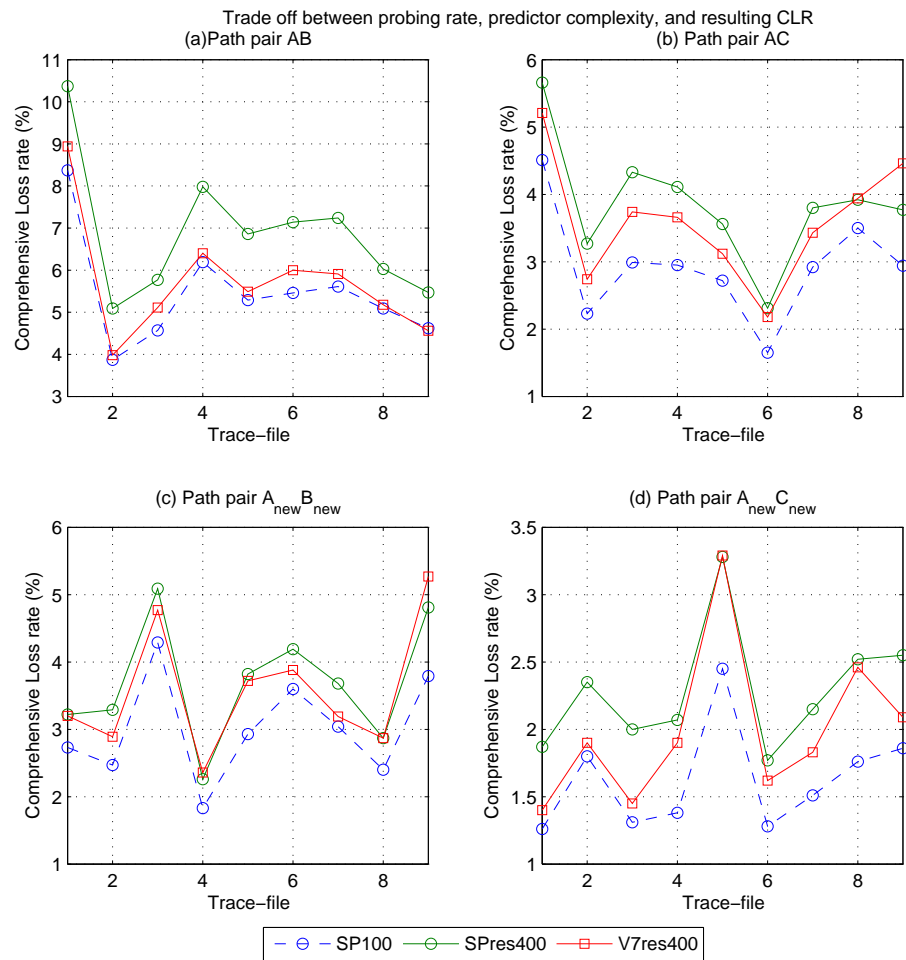 Trade off between probing rate, predictor complexity, and resulting CLR
(a)Path pair AB
(b) Path pair AC
11
10
9
8
7
6
5
4
3
Comprehensive Loss rate (%)
2 4 6 8
Trace−file
6
5
4
3
2
1
Comprehensive Loss rate (%)
2 4 6 8
Trace−file
(c) Path pair AnewBnew
(d) Path pair AnewCnew
6
5
4
3
2
1
Comprehensive Loss rate (%)
2 4 6 8
Trace−file
3.5
3
2.5
2
1.5
1
Comprehensive Loss rate (%)
2 4 6 8
Trace−file
SP100 SPres400 V7res400